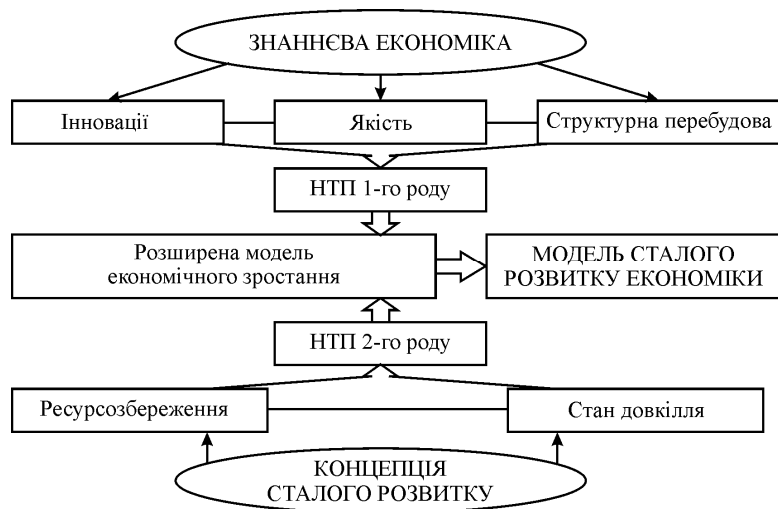 ЗНАННЄВА ЕКОНОМІКА
Інновації
Якість
Структурна перебудова
НТП 1-го роду
Розширена модель
економічного зростання
МОДЕЛЬ СТАЛОГО
РОЗВИТКУ ЕКОНОМІКИ
НТП 2-го роду
Ресурсозбереження
Стан довкілля
КОНЦЕПЦІЯ
СТАЛОГО РОЗВИТКУ